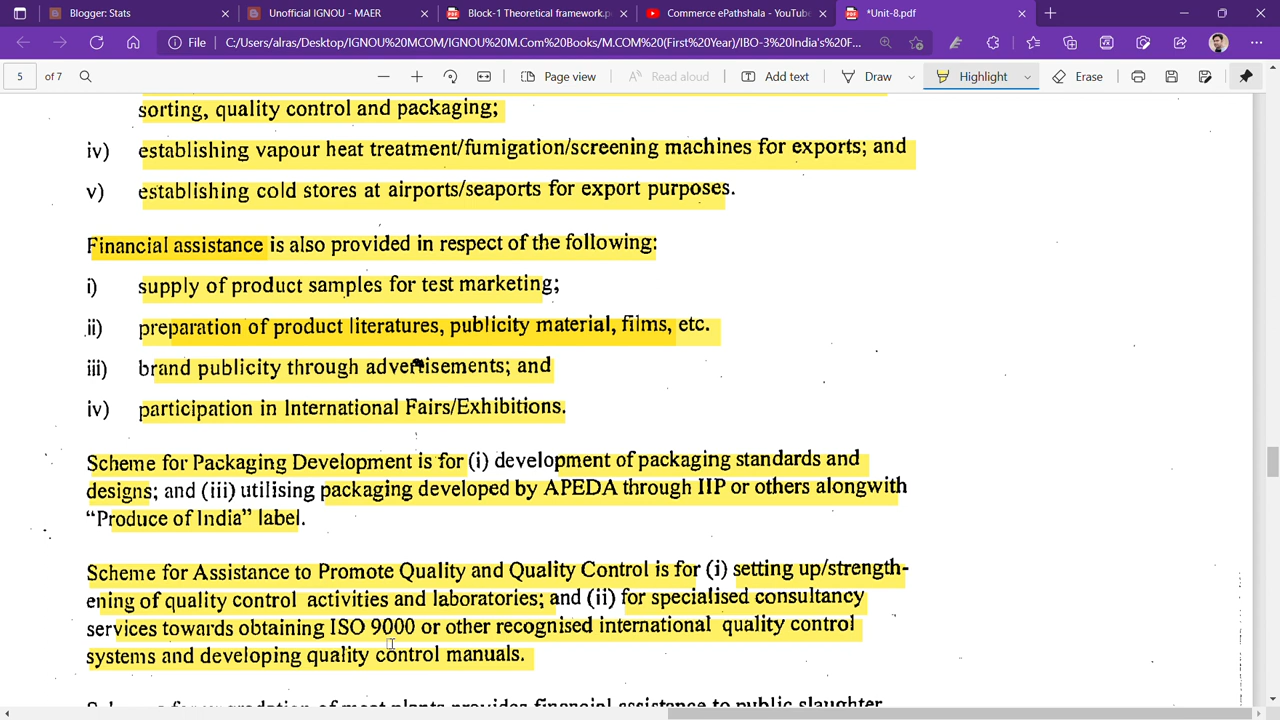 Blogger: Stats
Unofficial IGNOU - MAER
Block-1 Theoretical framework.p
Commerce ePathshala - YouTube
*Unit-8.pdf
File C:/Users/alras/Desktop/IGNOU%20MCOM/IGNOU%20M.Com%20Books/M.COM%20(First%20Year)/IBO-3%20India's%20F...
5 of 7
Page view
Read aloud
Add text
Draw
Highlight
Erase
sorting, quality control and packaging;
iv) establishing vapour heat treatment/fumigation/screening machines for exports; and
v) establishing cold stores at airports/seaports for export purposes.
Financial assistance is also provided in respect of the following:
i) supply of product samples for test marketing;
ii) preparation of product literatures, publicity material, films, etc.
iii) brand publicity through advertisements; and
iv) participation in International Fairs/Exhibitions.
Scheme for Packaging Development is for (i) development of packaging standards and
designs; and (iii) utilising packaging developed by APEDA through IIP or others alongwith
“Produce of India” label.
Scheme for Assistance to Promote Quality and Quality Control is for (i) setting up/strength-
ening of quality control activities and laboratories; and (ii) for specialised consultancy
services towards obtaining ISO 9000 or other recognised international quality control
systems and developing quality control manuals.